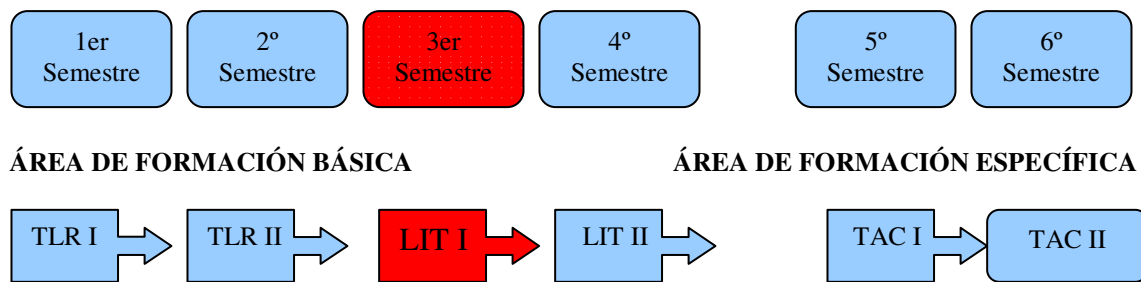 1er
Semestre
2º
Semestre
3er
Semestre
4º
Semestre
5º
Semestre
6º
Semestre
ÁREA DE FORMACIÓN BÁSICA
ÁREA DE FORMACIÓN ESPECÍFICA
TLR I
TLR II
LIT I
LIT II
TAC I
TAC II